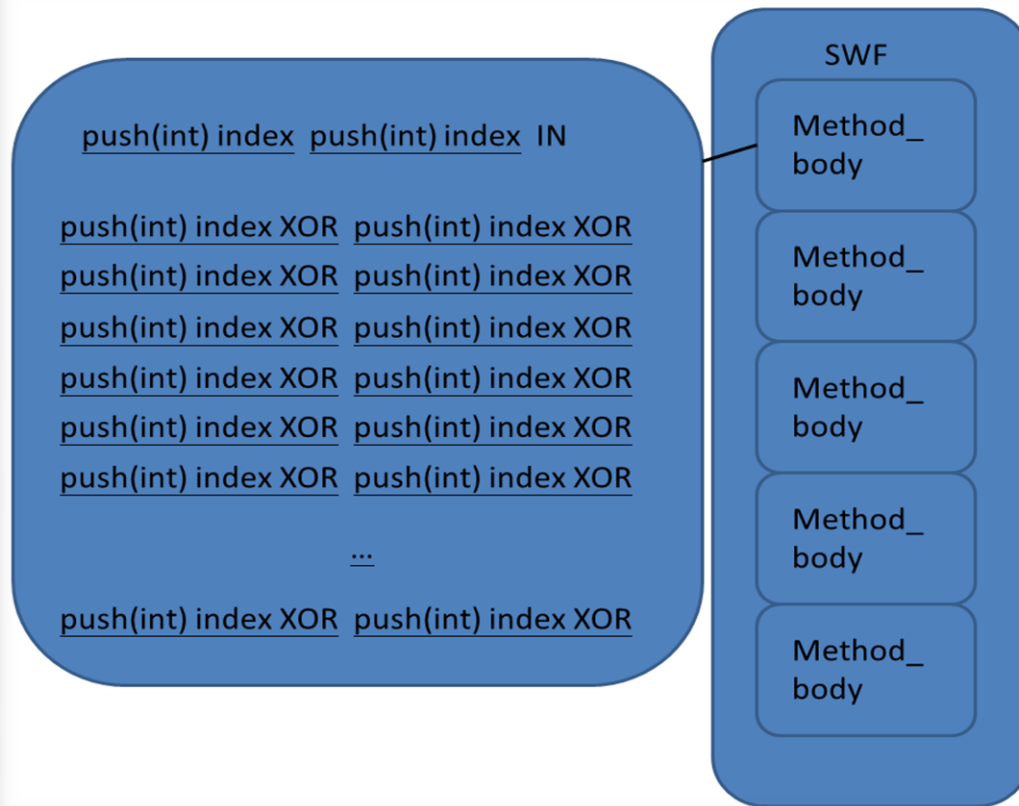 push(int) index push(int) index IN
push(int) index XOR push(int) index XOR
push(int) index XOR push(int) index XOR
push(int) index XOR push(int) index XOR
push(int) index XOR push(int) index XOR
push(int) index XOR push(int) index XOR
push(int) index XOR push(int) index XOR
...
push(int) index XOR push(int) index XOR
SWF
Method_
body
Method_
body
Method_
body
Method_
body
Method_
body